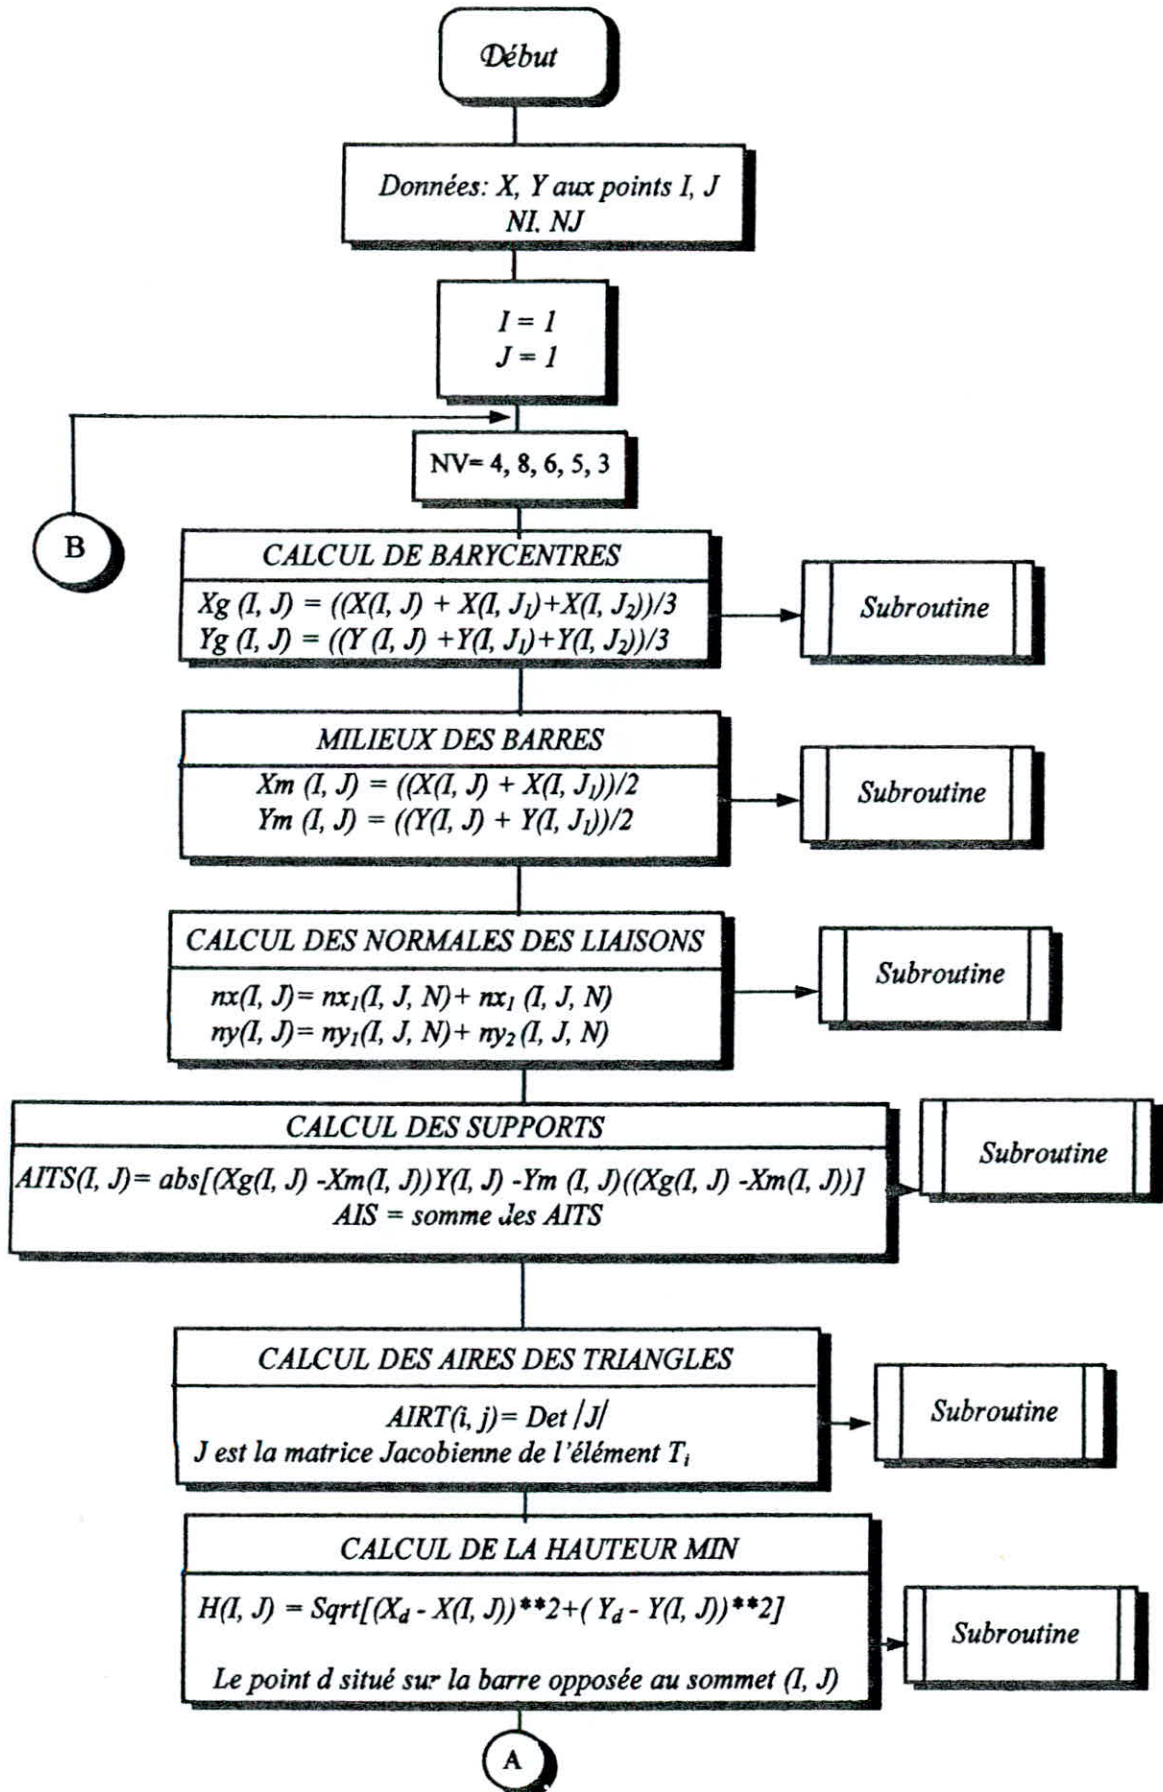 Début
Données: X, Y aux points I, J
NI, NJ
I = 1
J = 1
NV= 4, 8, 6, 5, 3
B
CALCUL DE BARYCENTRES
Xg (I, J) = ((X(I, J) + X(I, J₁)+X(I, J₂))/3
Yg (I, J) = ((Y (I, J) +Y(I, J₁)+Y(I, J₂))/3
Subroutine
MILIEUX DES BARRES
Xm (I, J) = ((X(I, J) + X(I, J₁))/2
Ym (I, J) = ((Y(I, J) + Y(I, J₁))/2
Subroutine
CALCUL DES NORMALES DES LIAISONS
nx(I, J)= nx₁(I, J, N)+ nx₁ (I, J, N)
ny(I, J)= ny₁(I, J, N)+ ny₂ (I, J, N)
Subroutine
CALCUL DES SUPPORTS
AITS(I, J)= abs[(Xg(I, J) -Xm(I, J))Y(I, J) -Ym (I, J)((Xg(I, J) -Xm(I, J))]
AIS = somme des AITS
Subroutine
CALCUL DES AIRES DES TRIANGLES
AIRT(i, j)= Det |J|
J est la matrice Jacobienne de l'élément Tᵢ
Subroutine
CALCUL DE LA HAUTEUR MIN
H(I, J) = Sqrt[(X_d - X(I, J))**2+( Y_d - Y(I, J))**2]
Le point d situé sur la barre opposée au sommet (I, J)
Subroutine
A